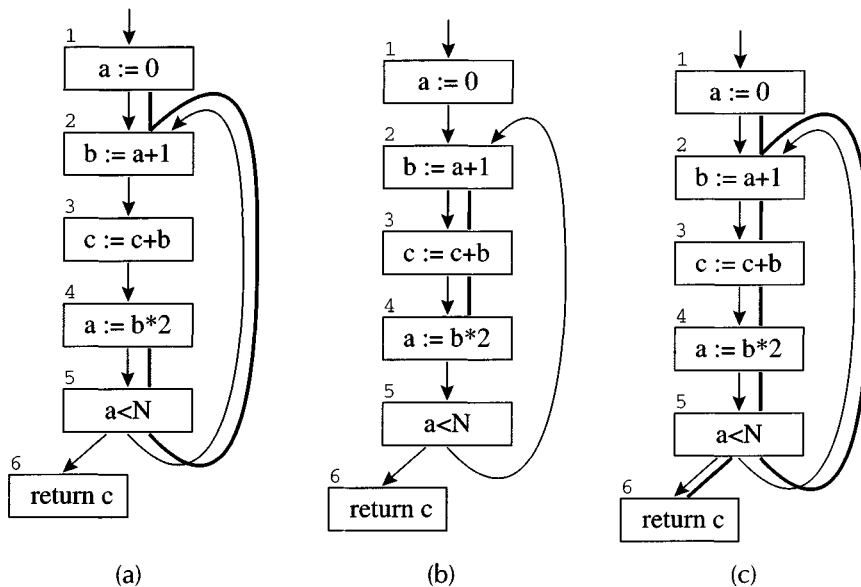 1
a := 0
2
b := a+1
3
c := c+b
4
a := b*2
5
a<N
6
return c
(a)
1
a := 0
2
b := a+1
3
c := c+b
4
a := b*2
5
a<N
6
return c
(b)
1
a := 0
2
b := a+1
3
c := c+b
4
a := b*2
5
a<N
6
return c
(c)